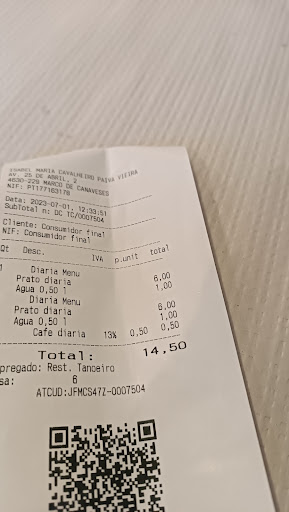 ISABEL MARIA CAVALHEIRO PAIVA VIEIRA
AV. 25 DE ABRIL, 2
4630-229 MARCO DE CANAVESES
NIF: PT177163178
Data: 2023-07-01, 12:33:51
SubTotal n: DC TC/0007504
Cliente: Consumidor final
NIF: Consumidor final
Qt Desc. IVA p.unit total
1 Diaria Menu
Prato diaria 6,00
Agua 0,50 l 1,00
Diaria Menu
Prato diaria 6,00
Agua 0,50 l 1,00
Cafe diaria 13% 0,50 0,50
Total: 14,50
pregado: Rest. Tanoeiro
sa: 6
ATCUD:JFMCS47Z-0007504